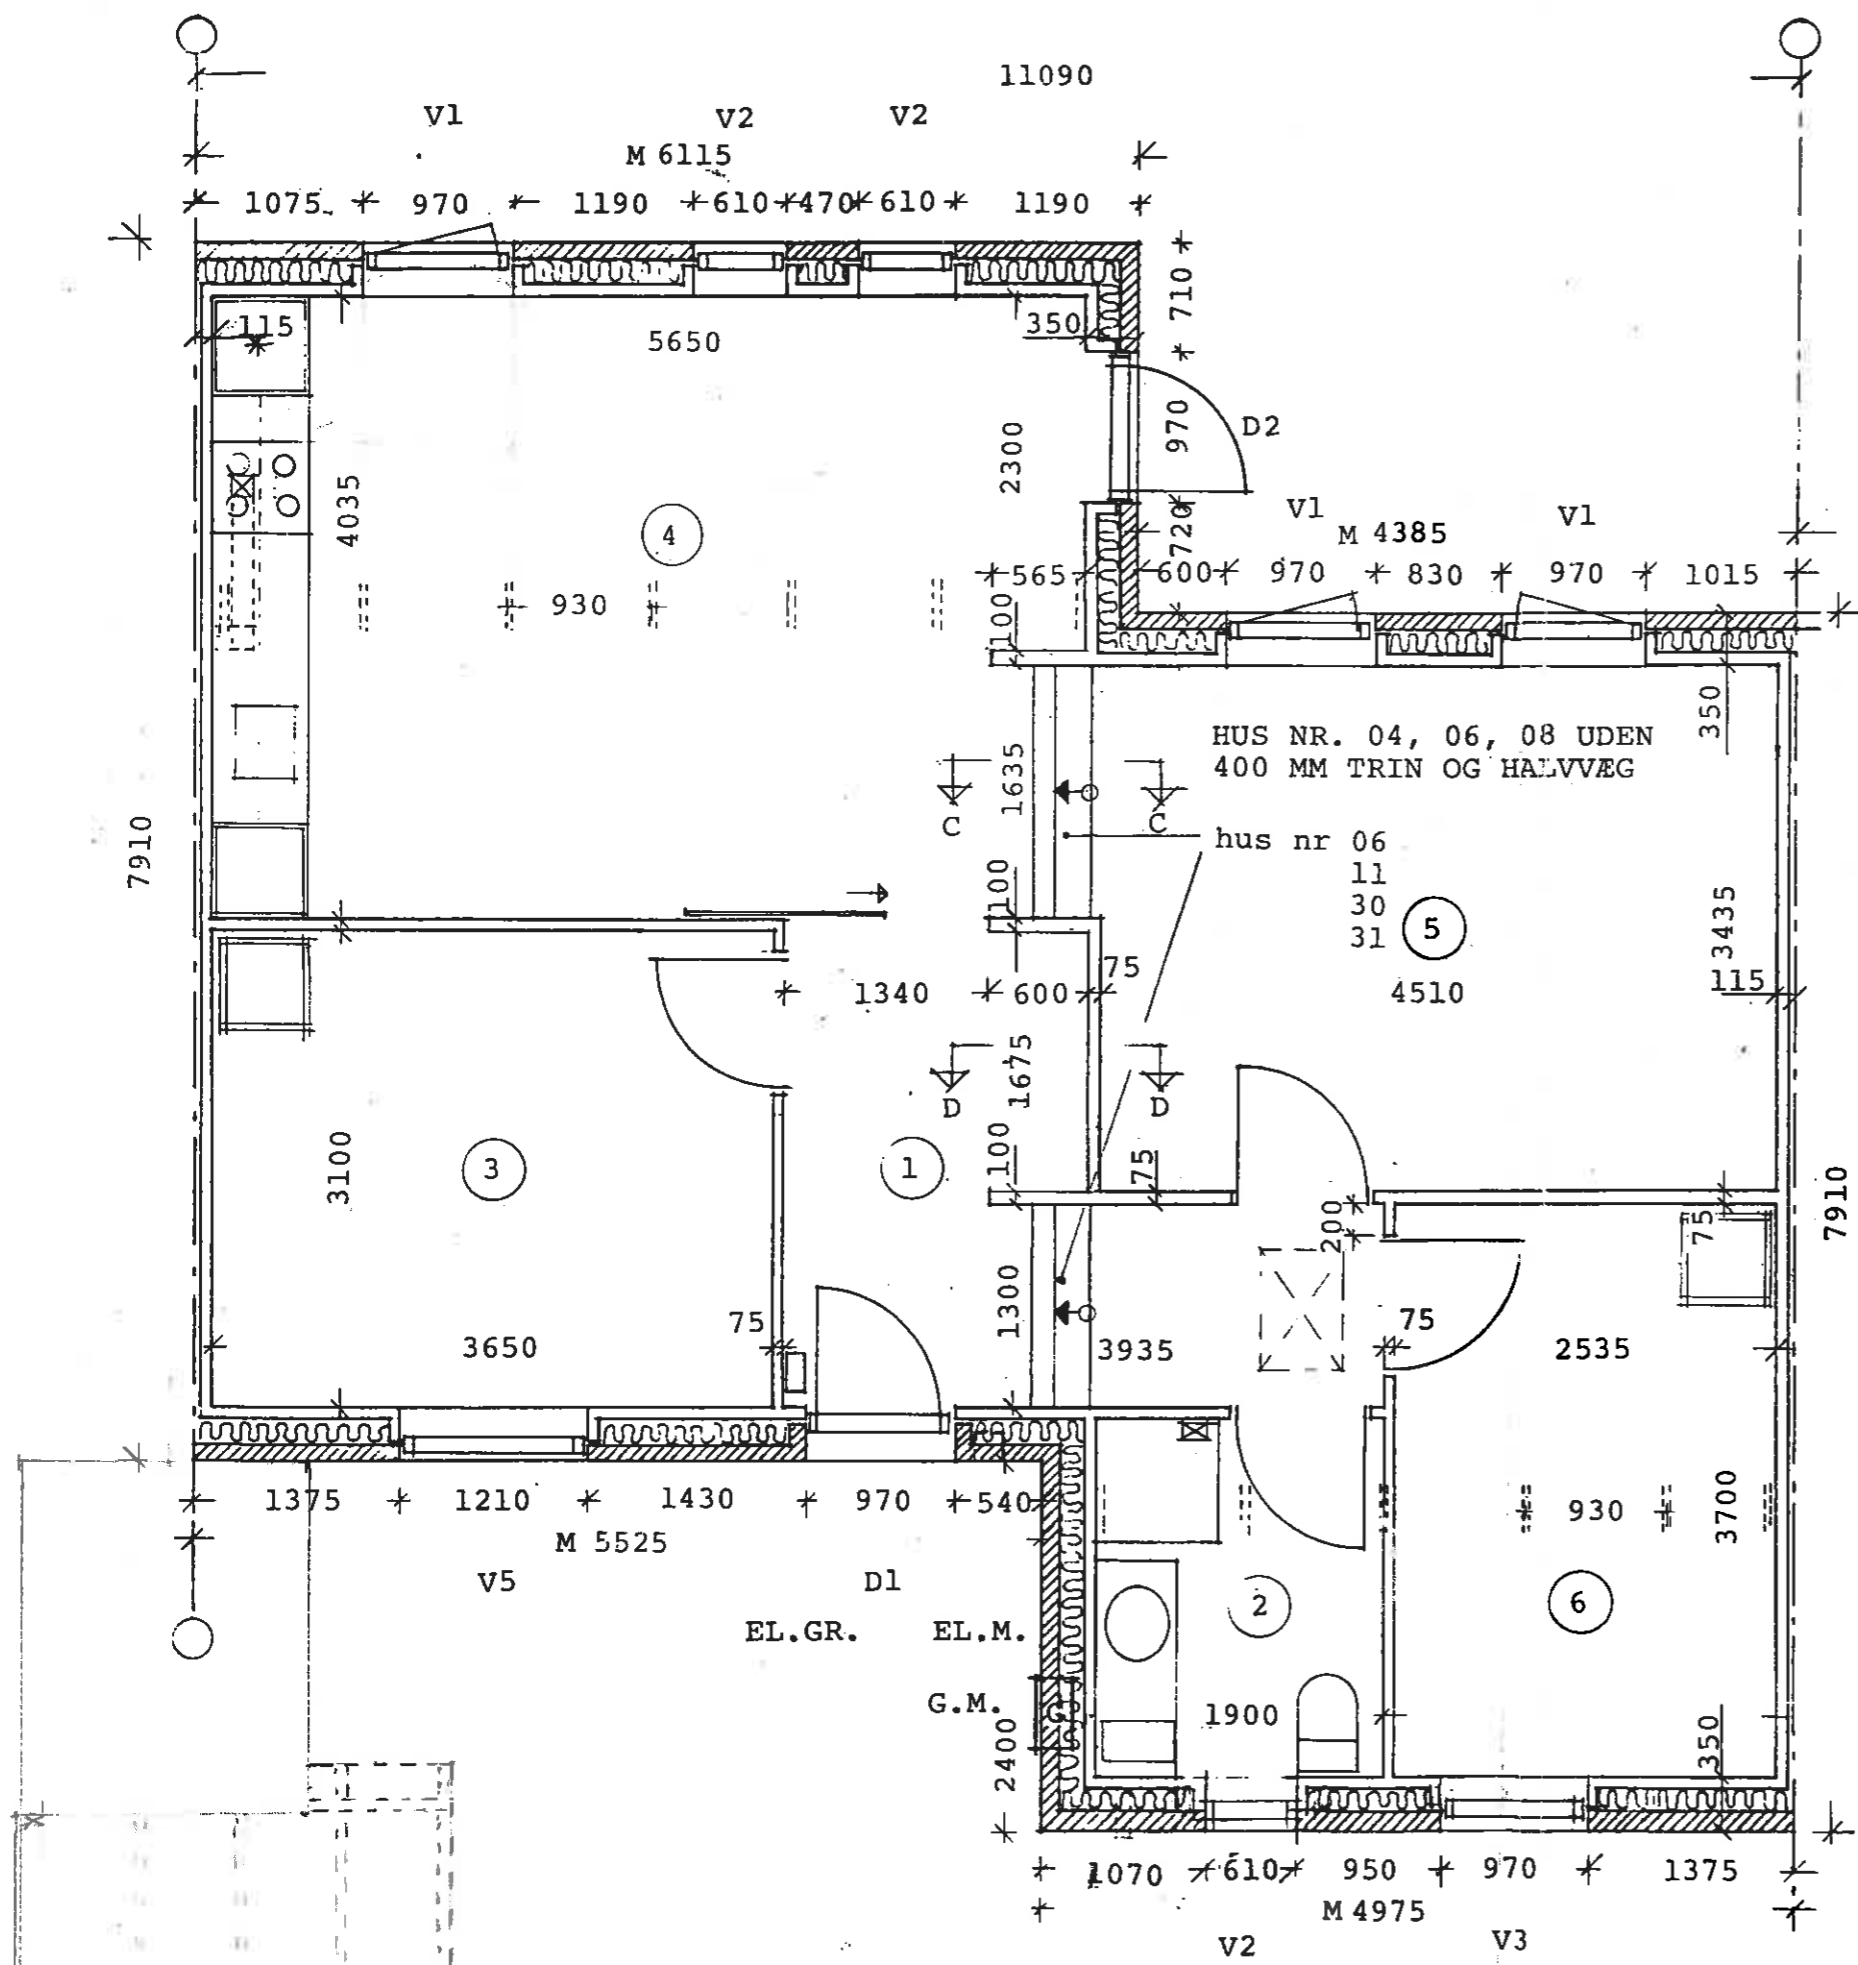 11090
V1 V2 V2
M 6115
1075 970 1190 610 470 610 1190
710
115 5650 350
970 D2
2300
4035
4
720
V1 V1
M 4385
565 600 970 830 970 1015
930
100
350
HUS NR. 04, 06, 08 UDEN
400 MM TRIN OG HALVVÆG
1635
C C
hus nr 06
11
30
31
7910
100
5
3435
75
115
1340 600 4510
1675
D D
3 1
3100
100 75
7910
200 75
1300
75
75
3650 3935 2535
1375 1210 1430 970 540
930
3700
M 5525
V5 D1
2 6
EL.GR. EL.M.
G.M. G
1900
2400
350
1070 610 950 970 1375
M 4975
V2 V3